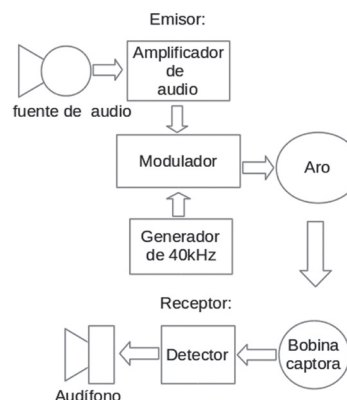 Emisor:
Amplificador
de
audio
fuente de audio
Modulador
Aro
Generador
de 40kHz
Receptor:
Bobina
captora
Detector
Audífono